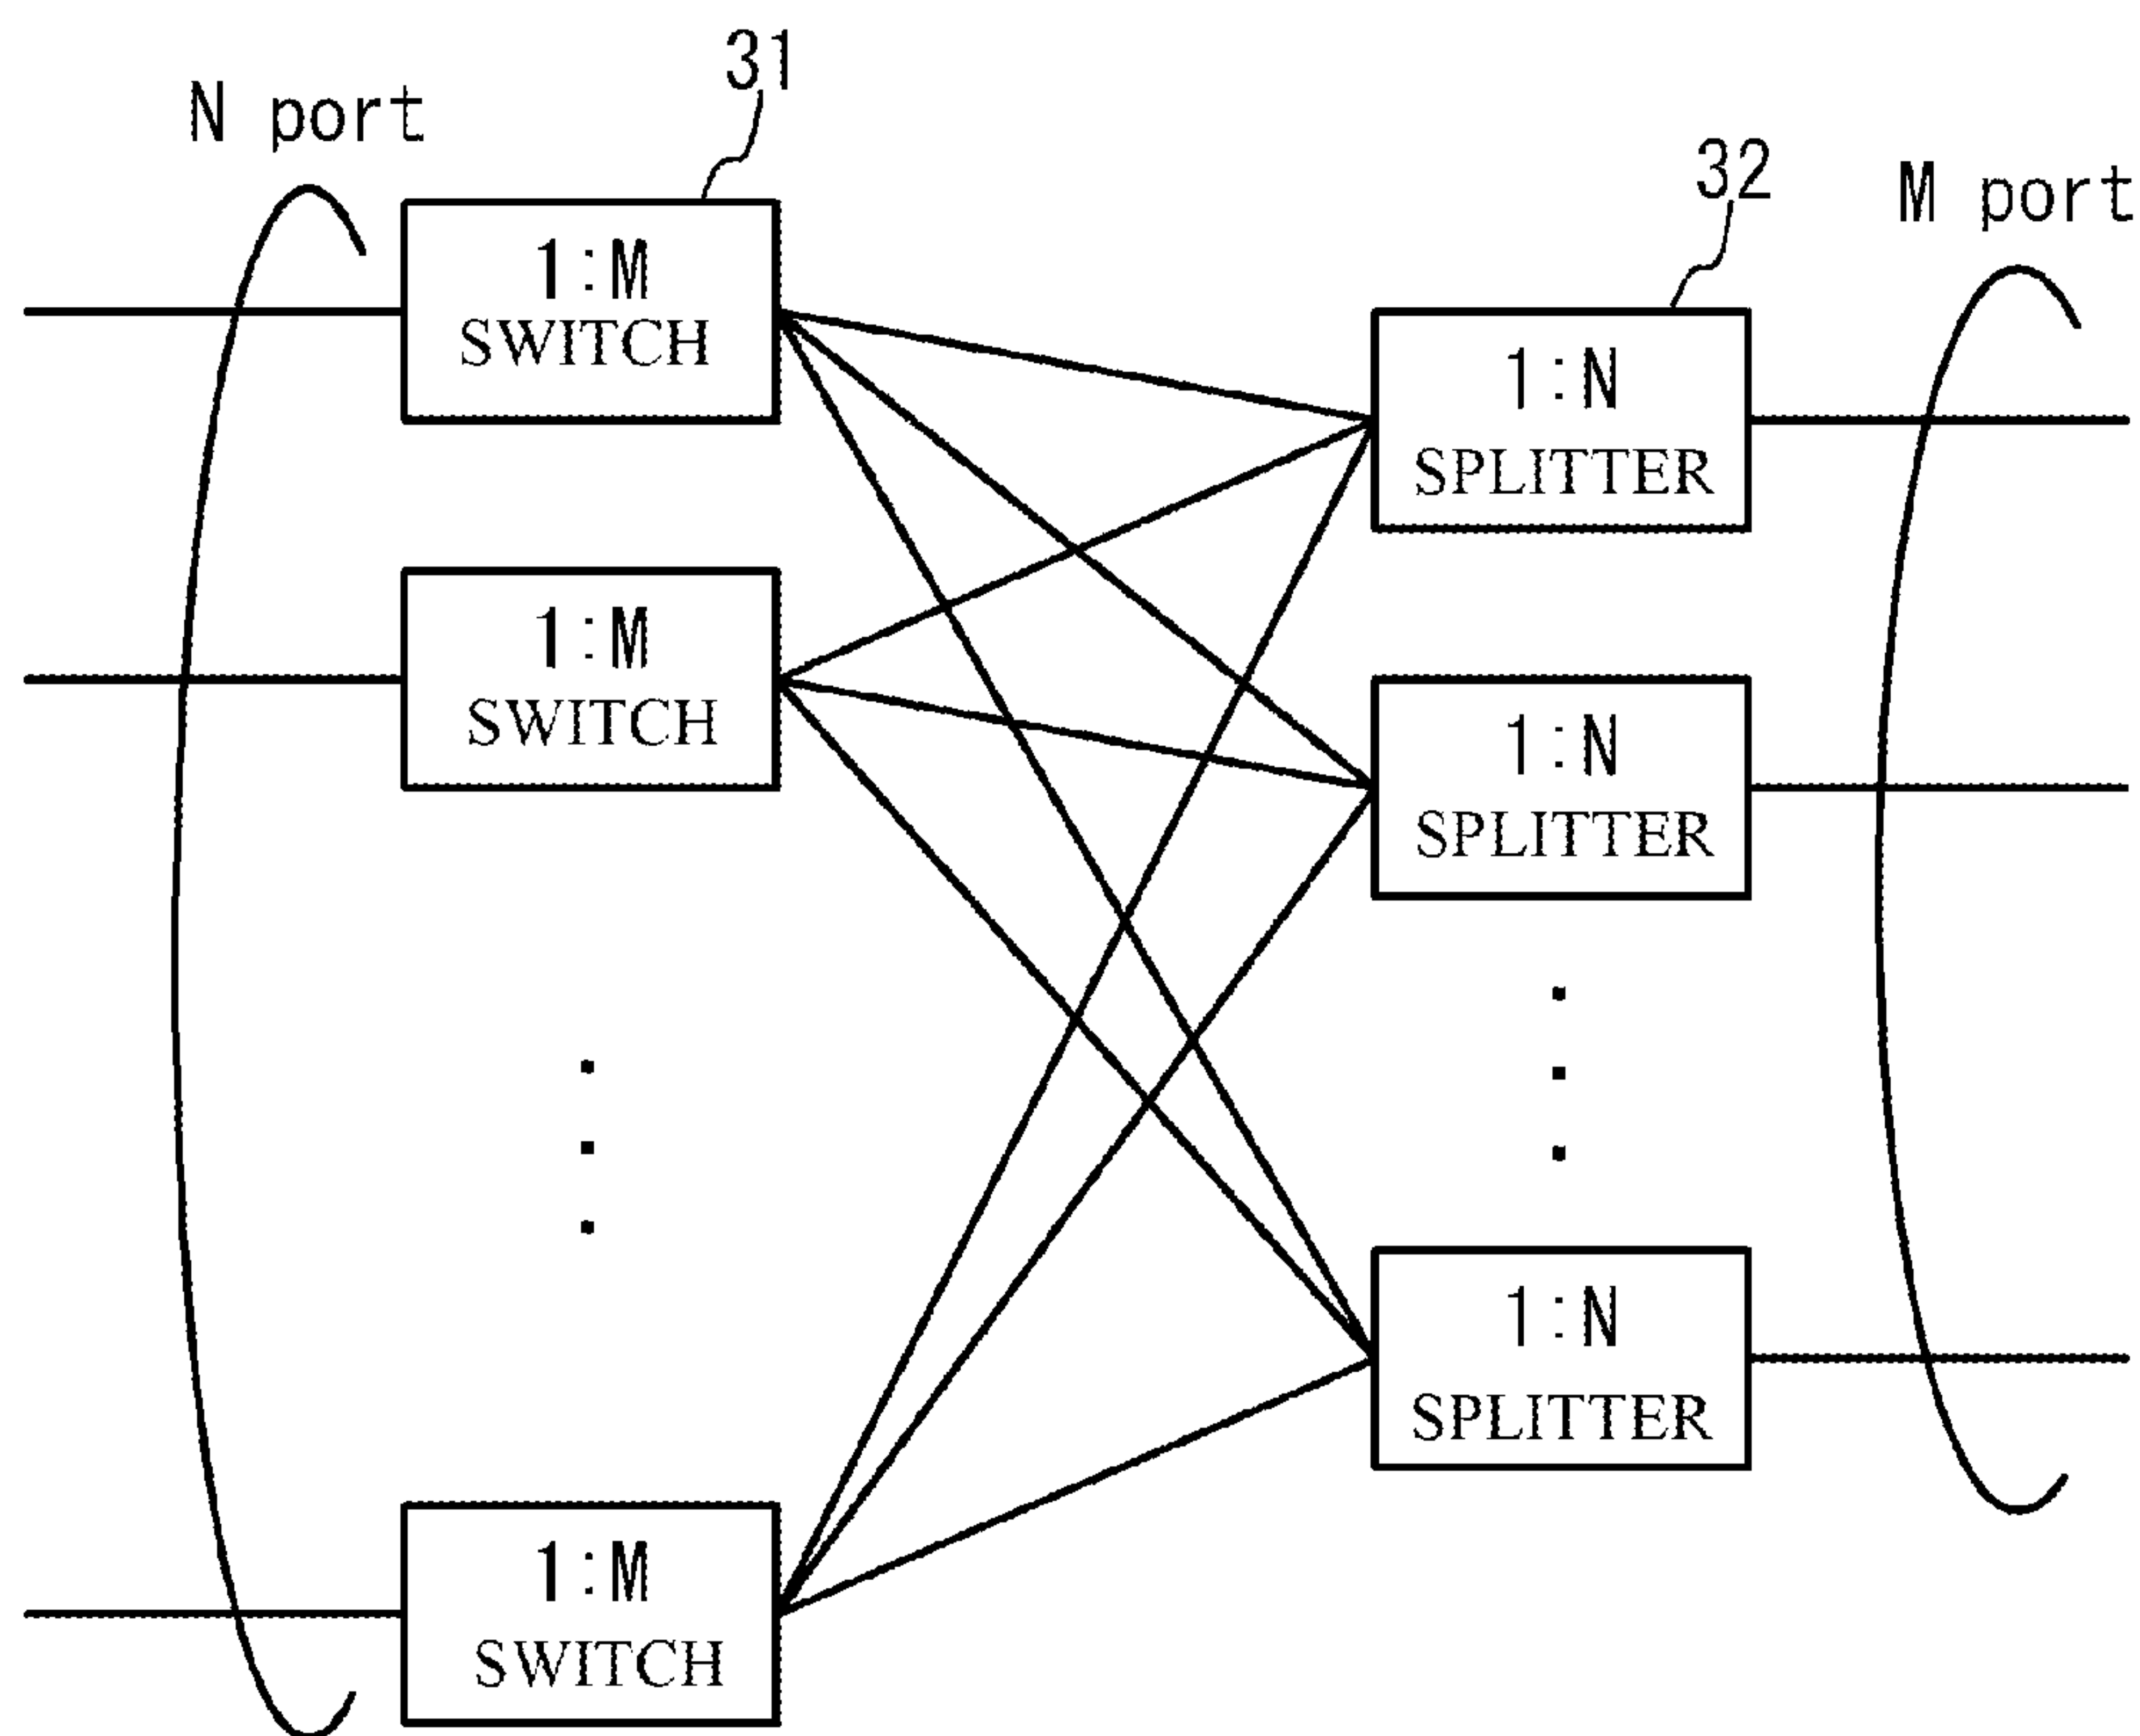 31
N port
32
M port
1:M
SWITCH
1:N
SPLITTER
1:M
SWITCH
1:N
SPLITTER
1:N
SPLITTER
1:M
SWITCH